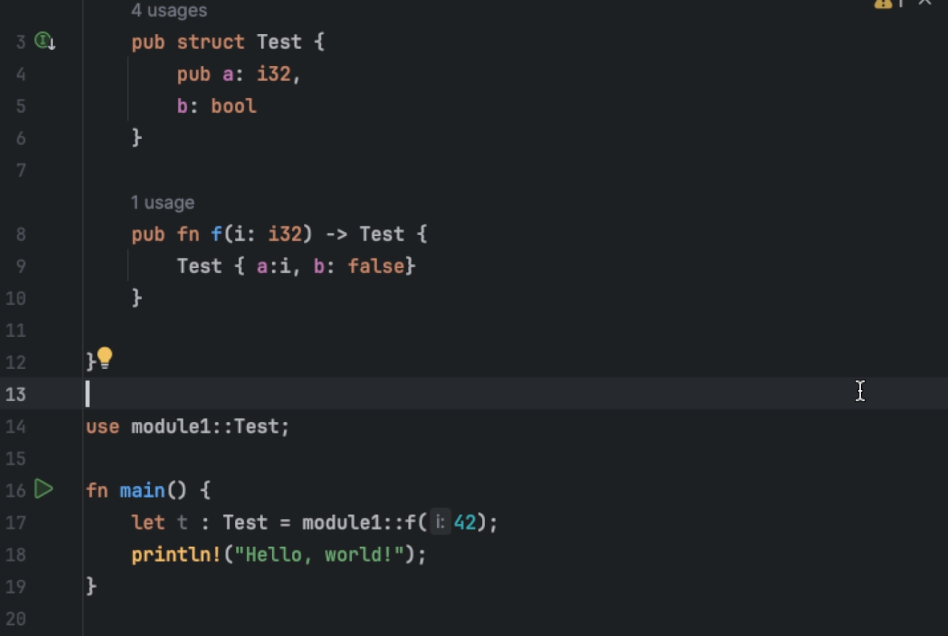 4 usages
3 pub struct Test {
4 pub a: i32,
5 b: bool
6 }
7
1 usage
8 pub fn f(i: i32) -> Test {
9 Test { a:i, b: false}
10 }
11
12 }
13
14 use module1::Test;
15
16 fn main() {
17 let t : Test = module1::f( i: 42);
18 println!("Hello, world!");
19 }
20